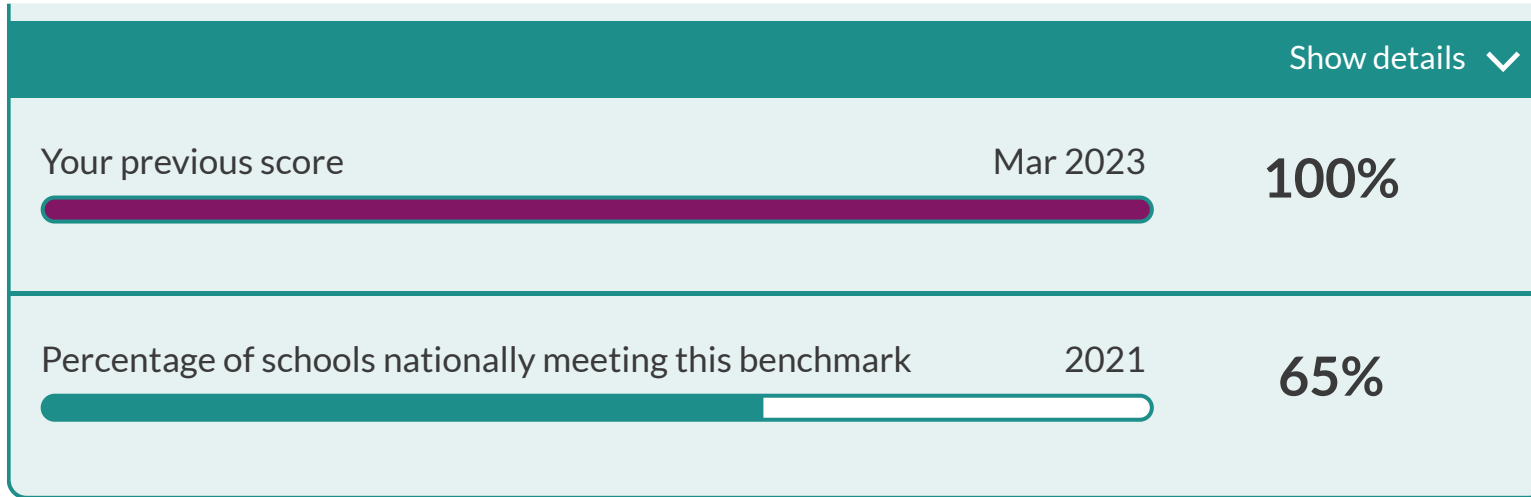 Show details
Your previous score Mar 2023 100%
Percentage of schools nationally meeting this benchmark 2021 65%